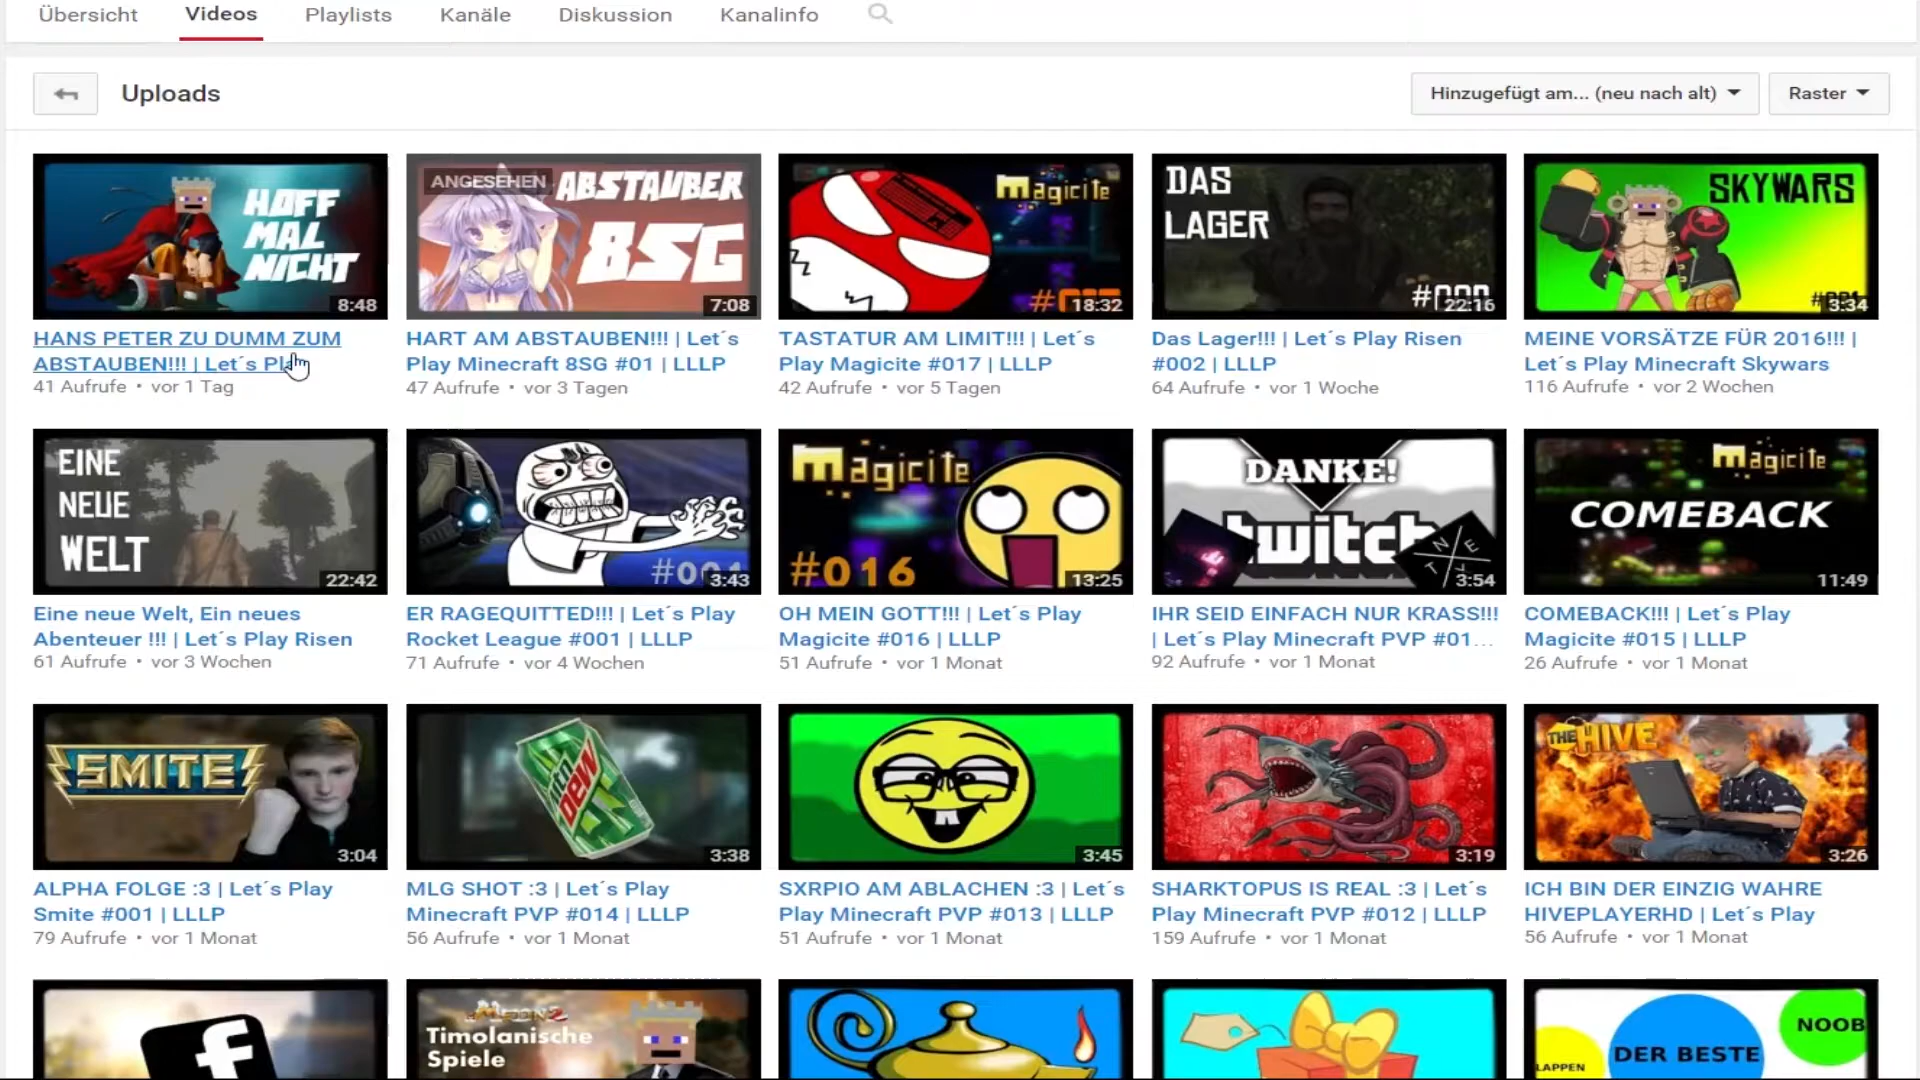 Übersicht
Videos
Playlists
Kanäle
Diskussion
Kanalinfo
Uploads
Hinzugefügt am... (neu nach alt)
Raster
HOFF
MAL
NICHT
8:48
ANGESEHEN
ABSTAUBER
8SG
7:08
magicite
18:32
DAS
LAGER
22:16
SKYWARS
3:34
HANS PETER ZU DUMM ZUM
ABSTAUBEN!!! | Let´s Pl
41 Aufrufe • vor 1 Tag
HART AM ABSTAUBEN!!! | Let´s
Play Minecraft 8SG #01 | LLLP
47 Aufrufe • vor 3 Tagen
TASTATUR AM LIMIT!!! | Let´s
Play Magicite #017 | LLLP
42 Aufrufe • vor 5 Tagen
Das Lager!!! | Let´s Play Risen
#002 | LLLP
64 Aufrufe • vor 1 Woche
MEINE VORSÄTZE FÜR 2016!!! |
Let´s Play Minecraft Skywars
116 Aufrufe • vor 2 Wochen
EINE
NEUE
WELT
22:42
#001
3:43
magicite
#016
13:25
DANKE!
twitch
N E
T V
3:54
magicite
COMEBACK
11:49
Eine neue Welt, Ein neues
Abenteuer !!! | Let´s Play Risen
61 Aufrufe • vor 3 Wochen
ER RAGEQUITTED!!! | Let´s Play
Rocket League #001 | LLLP
71 Aufrufe • vor 4 Wochen
OH MEIN GOTT!!! | Let´s Play
Magicite #016 | LLLP
51 Aufrufe • vor 1 Monat
IHR SEID EINFACH NUR KRASS!!!
| Let´s Play Minecraft PVP #01...
92 Aufrufe • vor 1 Monat
COMEBACK!!! | Let´s Play
Magicite #015 | LLLP
26 Aufrufe • vor 1 Monat
SMITE
3:04
mtn
DEW
3:38
3:45
3:19
THE HIVE
3:26
ALPHA FOLGE :3 | Let´s Play
Smite #001 | LLLP
79 Aufrufe • vor 1 Monat
MLG SHOT :3 | Let´s Play
Minecraft PVP #014 | LLLP
56 Aufrufe • vor 1 Monat
SXRPIO AM ABLACHEN :3 | Let´s
Play Minecraft PVP #013 | LLLP
51 Aufrufe • vor 1 Monat
SHARKTOPUS IS REAL :3 | Let´s
Play Minecraft PVP #012 | LLLP
159 Aufrufe • vor 1 Monat
ICH BIN DER EINZIG WAHRE
HIVEPLAYERHD | Let´s Play
56 Aufrufe • vor 1 Monat
f
Timolanische
Spiele
NOOB
DER BESTE
LAPPEN